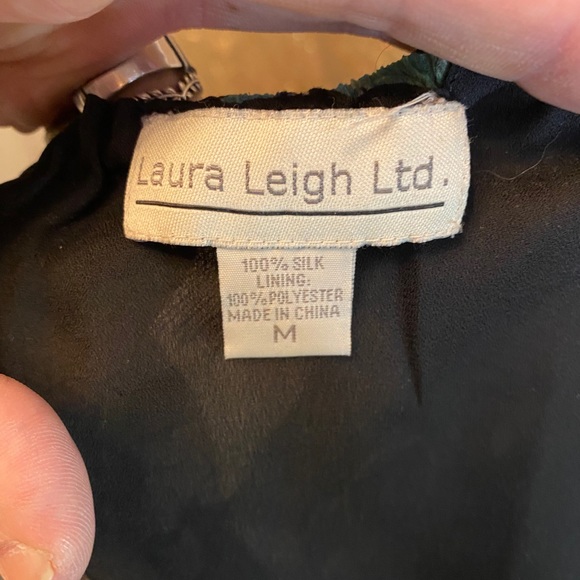 Laura Leigh Ltd.
100% SILK
LINING:
100% POLYESTER
MADE IN CHINA
M